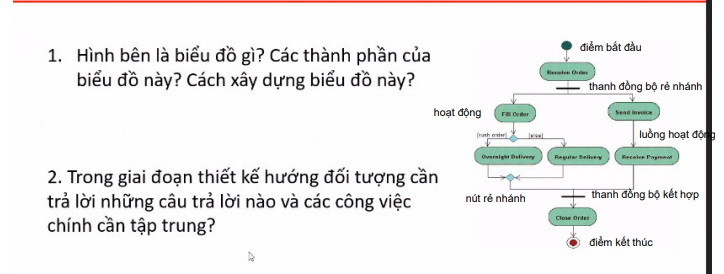 1. Hình bên là biểu đồ gì? Các thành phần của
biểu đồ này? Cách xây dựng biểu đồ này?
2. Trong giai đoạn thiết kế hướng đối tượng cần
trả lời những câu trả lời nào và các công việc
chính cần tập trung?
điểm bắt đầu
Receive Order
thanh đồng bộ rẻ nhánh
hoạt động
Fill Order
Send Invoice
[rush order]
[else]
luồng hoạt động
Overnight Delivery
Regular Delivery
Receive Payment
nút rẻ nhánh
thanh đồng bộ kết hợp
Close Order
điểm kết thúc